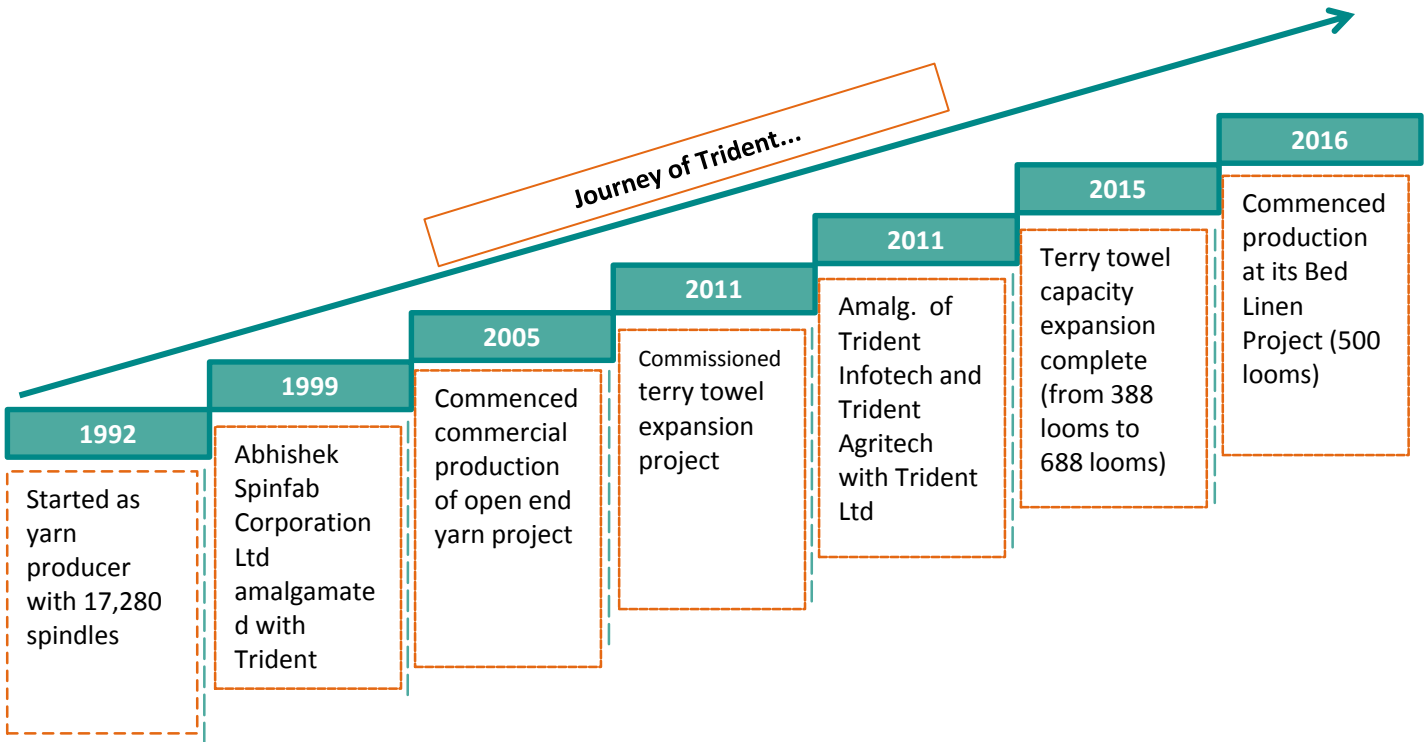 Journey of Trident...
1992
Started as
yarn
producer
with 17,280
spindles
1999
Abhishek
Spinfab
Corporation
Ltd
amalgamate
d with
Trident
2005
Commenced
commercial
production
of open end
yarn project
2011
Commissioned
terry towel
expansion
project
2011
Amalg. of
Trident
Infotech and
Trident
Agritech
with Trident
Ltd
2015
Terry towel
capacity
expansion
complete
(from 388
looms to
688 looms)
2016
Commenced
production
at its Bed
Linen
Project (500
looms)